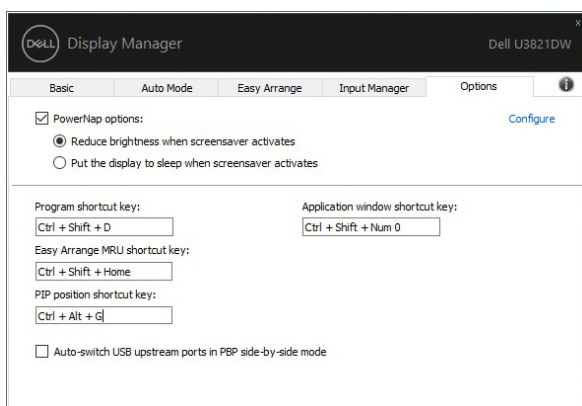 x
DELL Display Manager
Dell U3821DW
Basic
Auto Mode
Easy Arrange
Input Manager
Options
i
PowerNap options:
Configure
Reduce brightness when screensaver activates
Put the display to sleep when screensaver activates
Program shortcut key:
Ctrl + Shift + D
Application window shortcut key:
Ctrl + Shift + Num 0
Easy Arrange MRU shortcut key:
Ctrl + Shift + Home
PIP position shortcut key:
Ctrl + Alt + G
Auto-switch USB upstream ports in PBP side-by-side mode